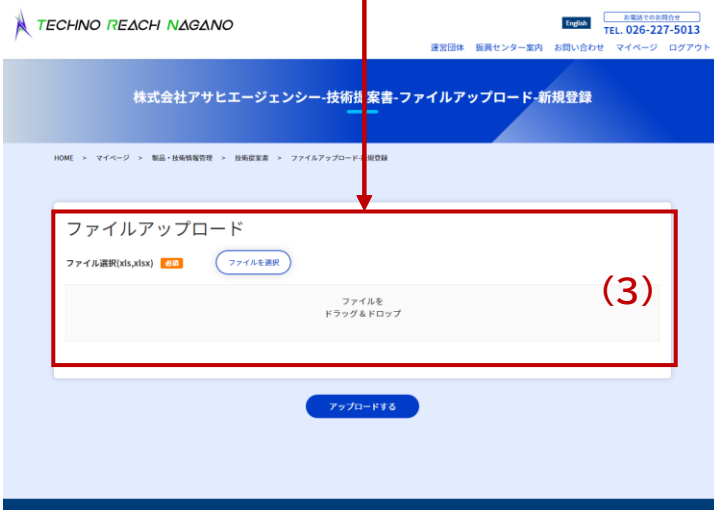 TECHNO REACH NAGANO
English
お電話でのお問合せ
TEL. 026-227-5013
運営団体 振興センター案内 お問い合わせ マイページ ログアウト
株式会社アサヒエージェンシー-技術提案書-ファイルアップロード-新規登録
HOME > マイページ > 製品・技術情報管理 > 技術提案書 > ファイルアップロード-新規登録
ファイルアップロード
ファイル選択(xls,xlsx) 必須 ファイルを選択
(3)
ファイルを
ドラッグ＆ドロップ
アップロードする